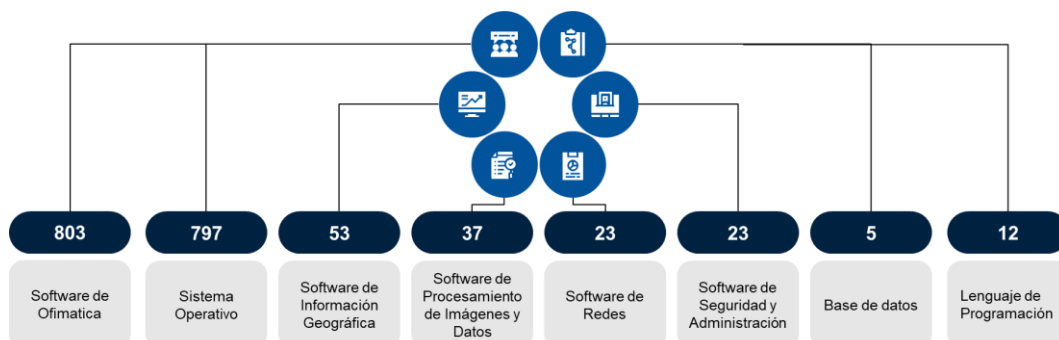 803
797
53
37
23
23
5
12
Software de
Ofimatica
Sistema
Operativo
Software de
Información
Geográfica
Software de
Procesamiento
de Imágenes y
Datos
Software de
Redes
Software de
Seguridad y
Administración
Base de datos
Lenguaje de
Programación